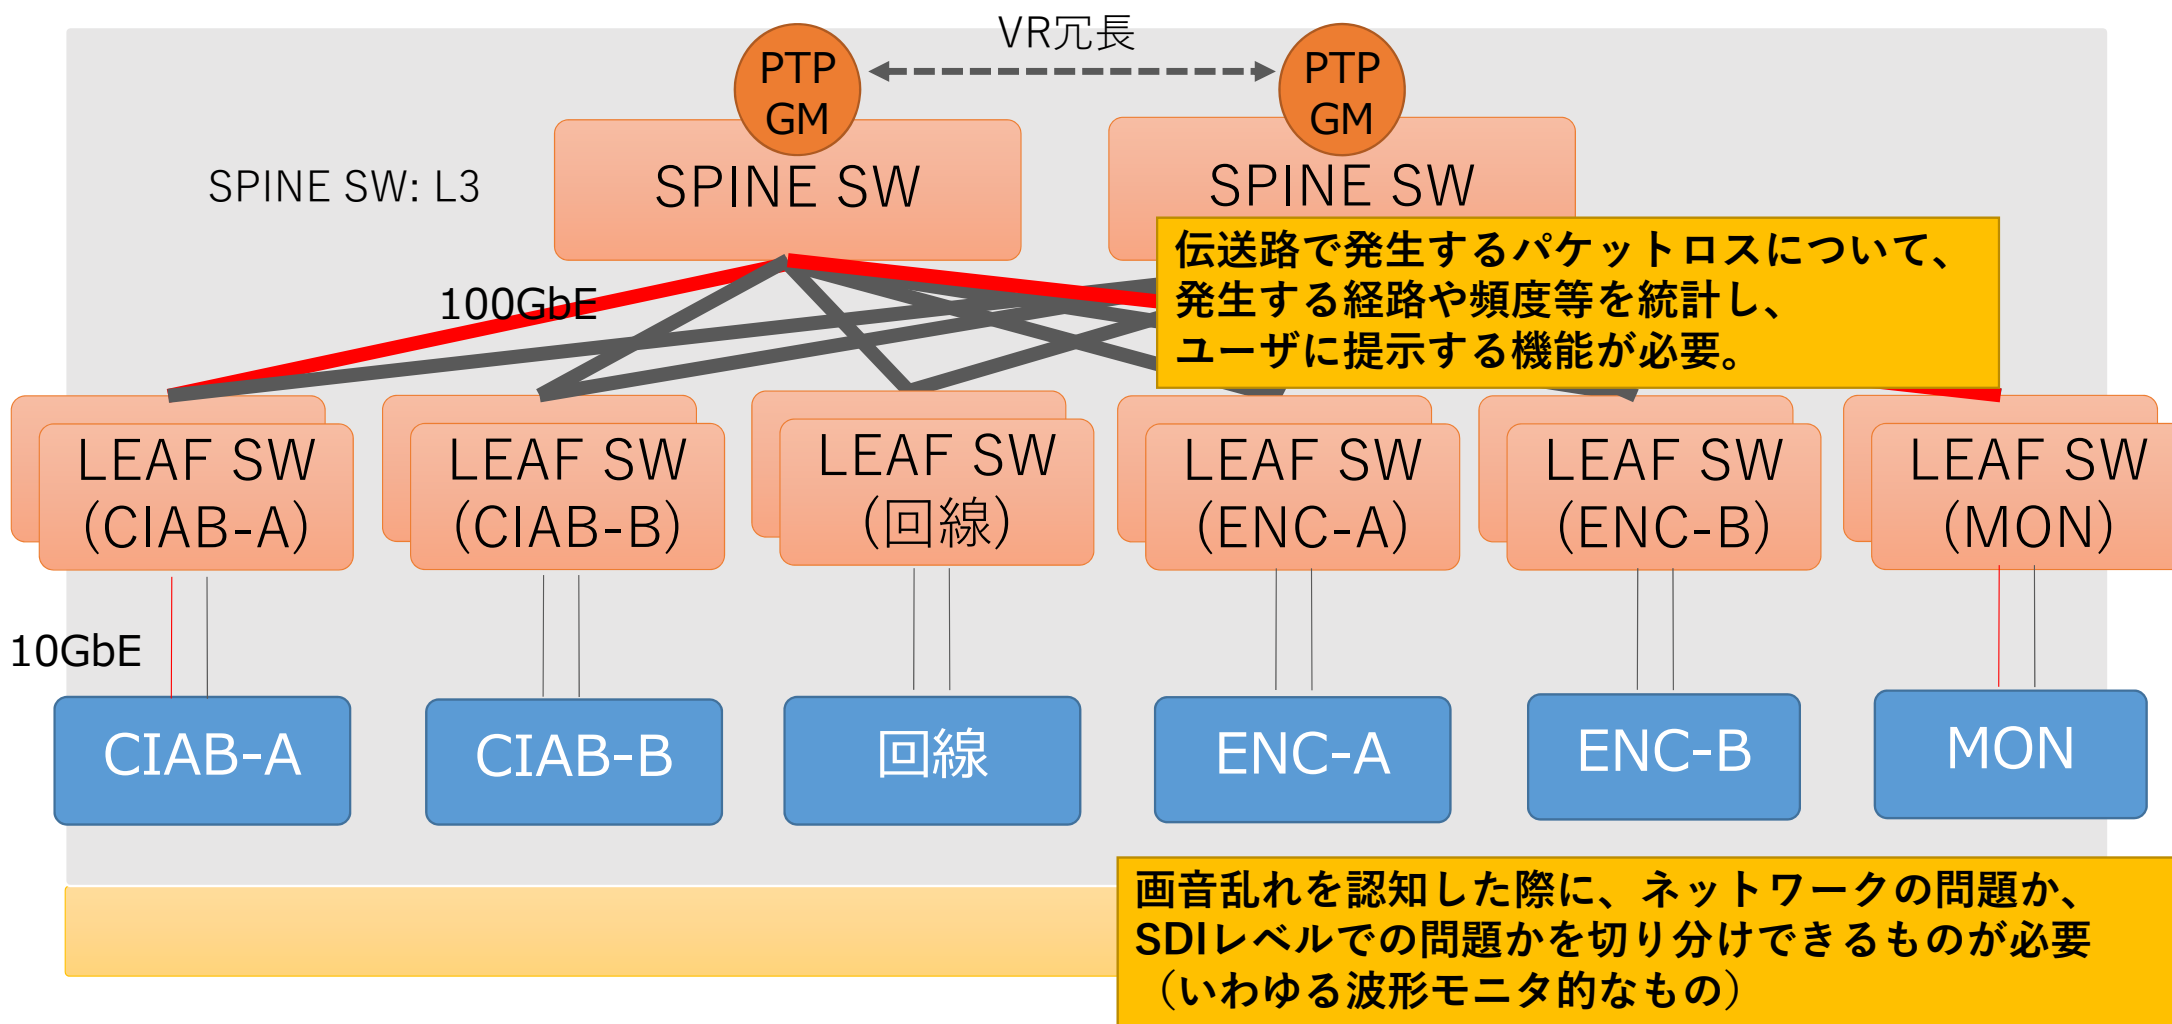 VR冗長
PTP
GM
PTP
GM
SPINE SW: L3
SPINE SW
SPINE SW
伝送路で発生するパケットロスについて、
発生する経路や頻度等を統計し、
ユーザに提示する機能が必要。
100GbE
LEAF SW
(CIAB-A)
LEAF SW
(CIAB-B)
LEAF SW
(回線)
LEAF SW
(ENC-A)
LEAF SW
(ENC-B)
LEAF SW
(MON)
10GbE
CIAB-A
CIAB-B
回線
ENC-A
ENC-B
MON
画音乱れを認知した際に、ネットワークの問題か、
SDIレベルでの問題かを切り分けできるものが必要
（いわゆる波形モニタ的なもの）